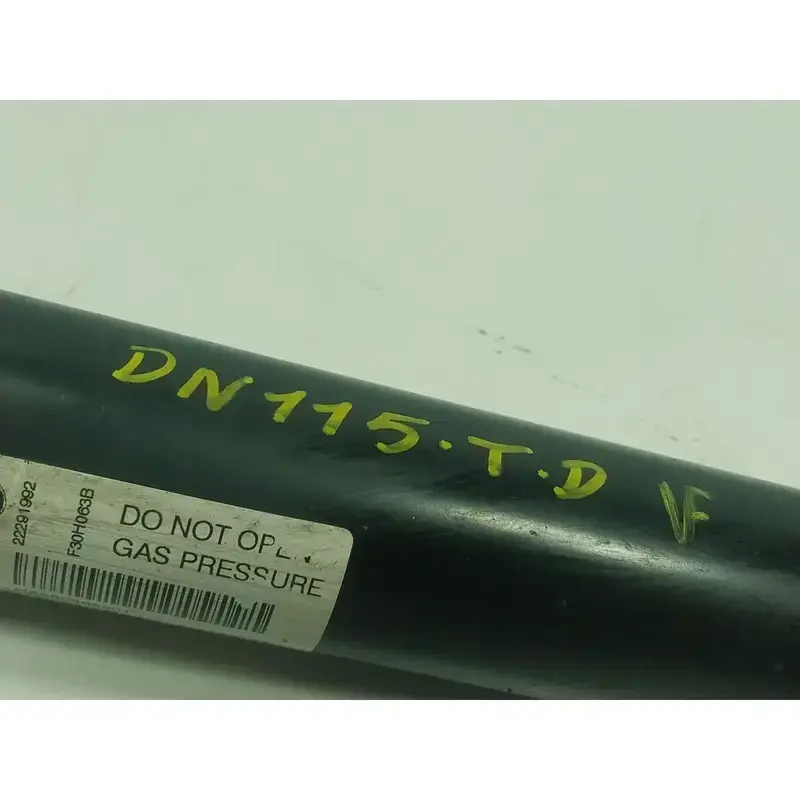 DN115.T.D VF
22291992
F30H063B
DO NOT OPEN
GAS PRESSURE